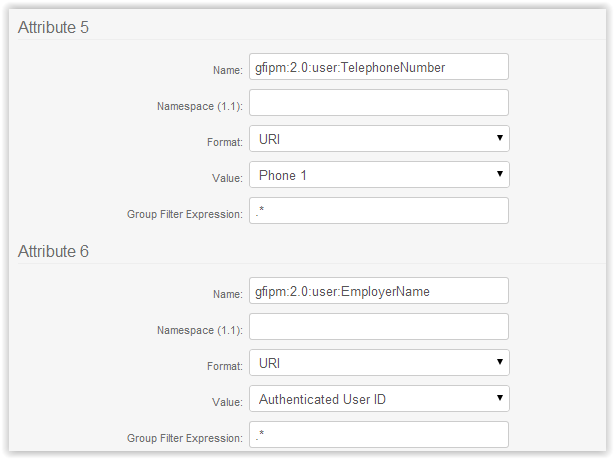 Attribute 5
Name: gfipm:2.0:user:TelephoneNumber
Namespace (1.1):
Format: URI
Value: Phone 1
Group Filter Expression: .*
Attribute 6
Name: gfipm:2.0:user:EmployerName
Namespace (1.1):
Format: URI
Value: Authenticated User ID
Group Filter Expression: .*